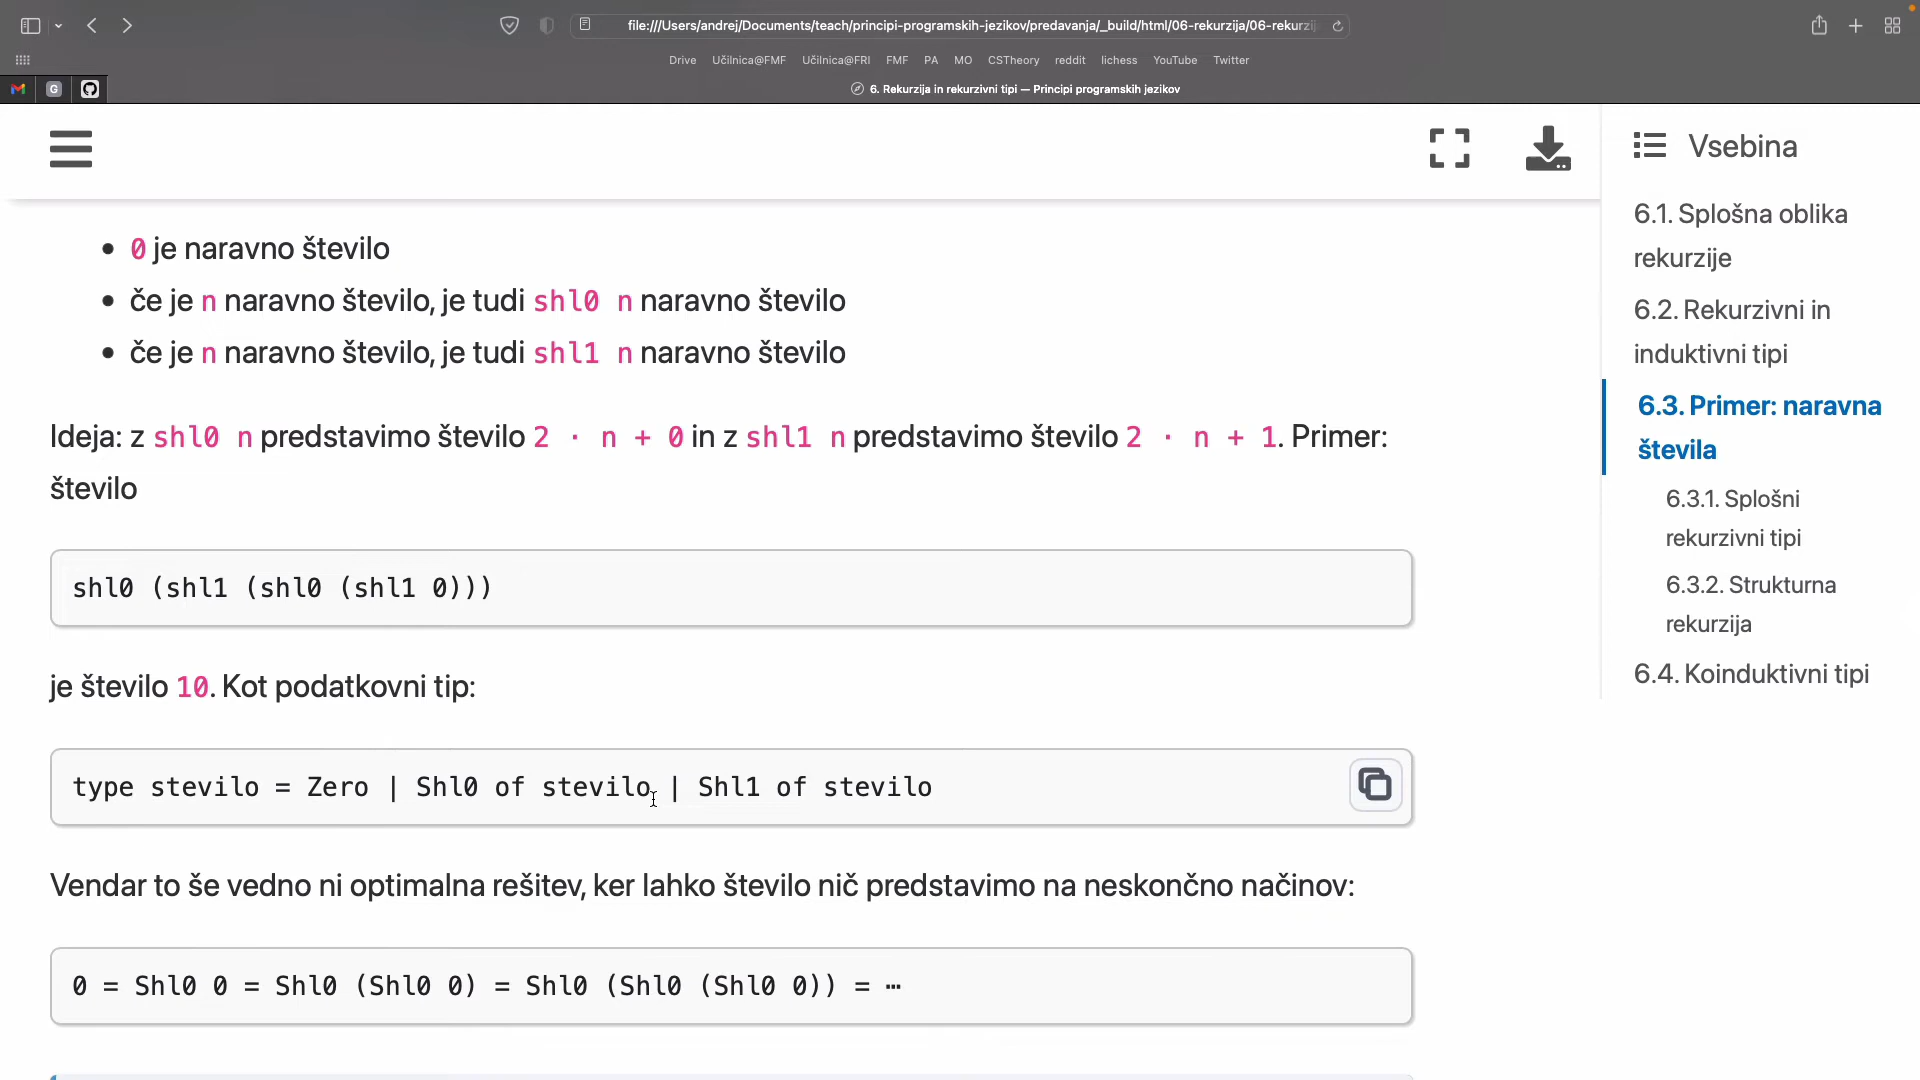 file:///Users/andrej/Documents/teach/principi-programskih-jezikov/predavanja/_build/html/06-rekurzija/06-rekurzij
Drive Učilnica@FMF Učilnica@FRI FMF PA MO CSTheory reddit lichess YouTube Twitter
G
6. Rekurzija in rekurzivni tipi — Principi programskih jezikov
0 je naravno število
če je n naravno število, je tudi shl0 n naravno število
če je n naravno število, je tudi shl1 n naravno število
Ideja: z shl0 n predstavimo število 2 · n + 0 in z shl1 n predstavimo število 2 · n + 1. Primer:
število
shl0 (shl1 (shl0 (shl1 0)))
je število 10. Kot podatkovni tip:
type stevilo = Zero | Shl0 of stevilo | Shl1 of stevilo
Vendar to še vedno ni optimalna rešitev, ker lahko število nič predstavimo na neskončno načinov:
0 = Shl0 0 = Shl0 (Shl0 0) = Shl0 (Shl0 (Shl0 0)) = ⋯
Vsebina
6.1. Splošna oblika
rekurzije
6.2. Rekurzivni in
induktivni tipi
6.3. Primer: naravna
števila
6.3.1. Splošni
rekurzivni tipi
6.3.2. Strukturna
rekurzija
6.4. Koinduktivni tipi